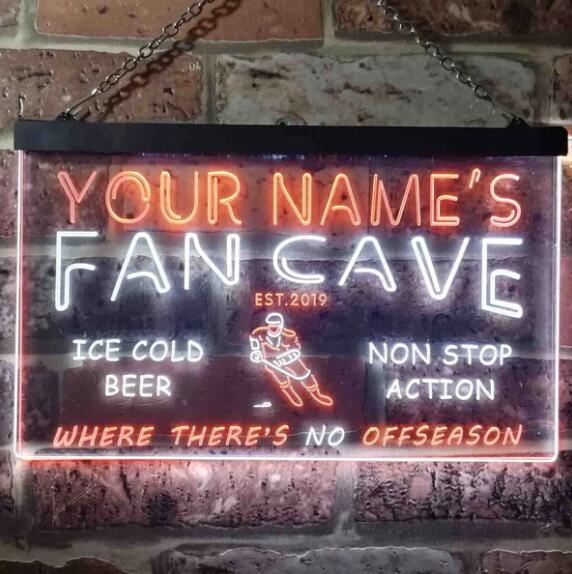 YOUR NAME'S
FAN CAVE
EST.2019
ICE COLD
BEER
NON STOP
ACTION
WHERE THERE'S NO OFFSEASON